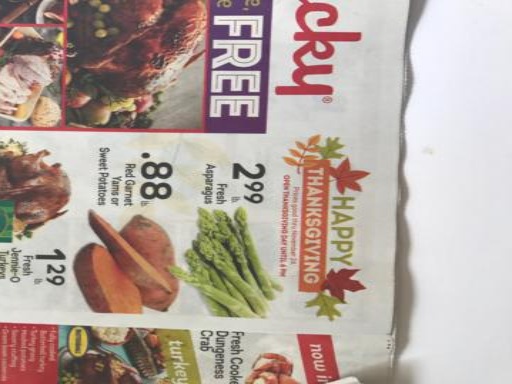 cky®
FREE
HAPPY
THANKSGIVING
Prices good thru November 24
OPEN THANKSGIVING DAY UNTIL 4 PM
2 99 lb
Fresh
Asparagus
.88 lb
Red Garnet
Yams or
Sweet Potatoes
1 29 lb
Fresh
Jennie-O
Turkeys
now i
Fresh Cooke
Dungeness
Crab
turkey